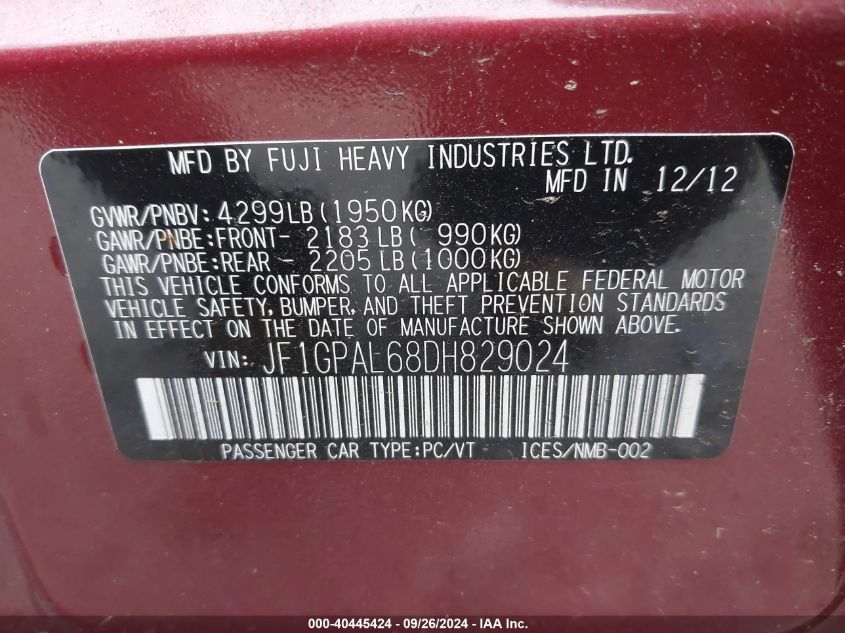 MFD BY FUJI HEAVY INDUSTRIES LTD.
MFD IN 12/12
GVWR/PNBV: 4299LB (1950KG)
GAWR/PNBE: FRONT- 2183 LB ( 990KG)
GAWR/PNBE: REAR - 2205 LB (1000KG)
THIS VEHICLE CONFORMS TO ALL APPLICABLE FEDERAL MOTOR
VEHICLE SAFETY, BUMPER, AND THEFT PREVENTION STANDARDS
IN EFFECT ON THE DATE OF MANUFACTURE SHOWN ABOVE.
VIN: JF1GPAL68DH829024
PASSENGER CAR TYPE:PC/VT ICES/NMB-002
000-40445424 - 09/26/2024 - IAA Inc.